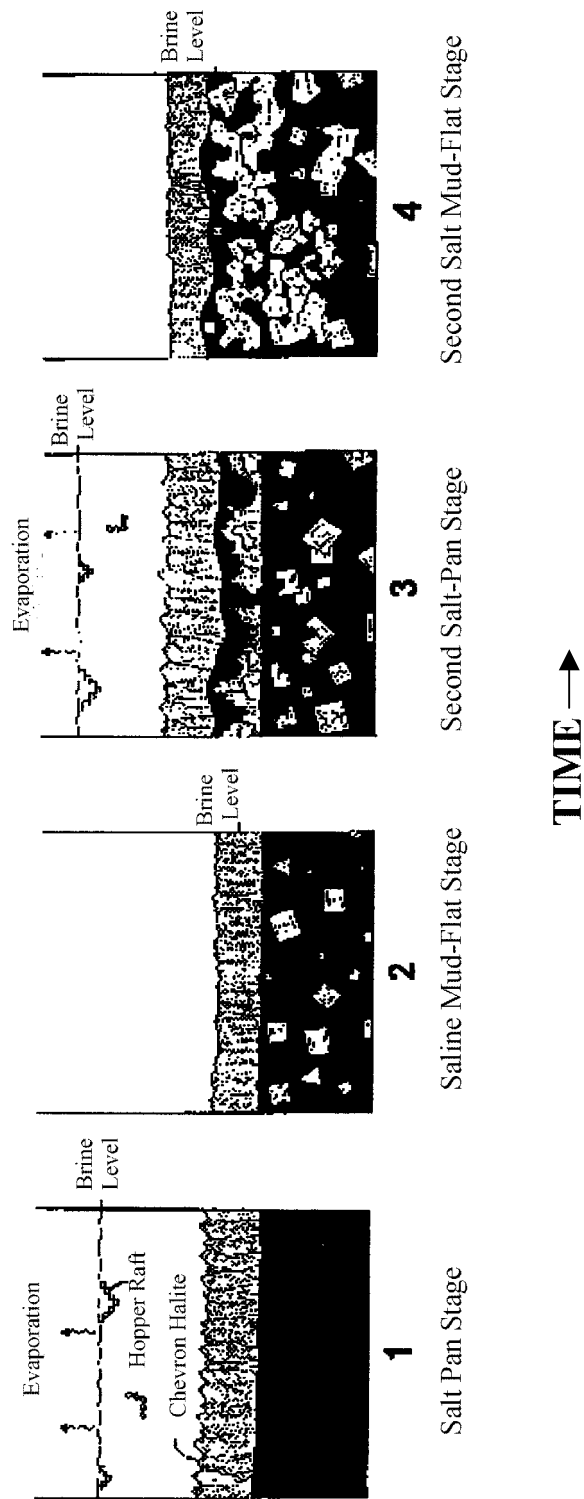 Evaporation
Brine
Level
Hopper Raft
Chevron Halite
1
Salt Pan Stage
Brine
Level
2
Saline Mud-Flat Stage
Evaporation
Brine
Level
3
Second Salt-Pan Stage
Brine
Level
4
Second Salt Mud-Flat Stage
TIME →